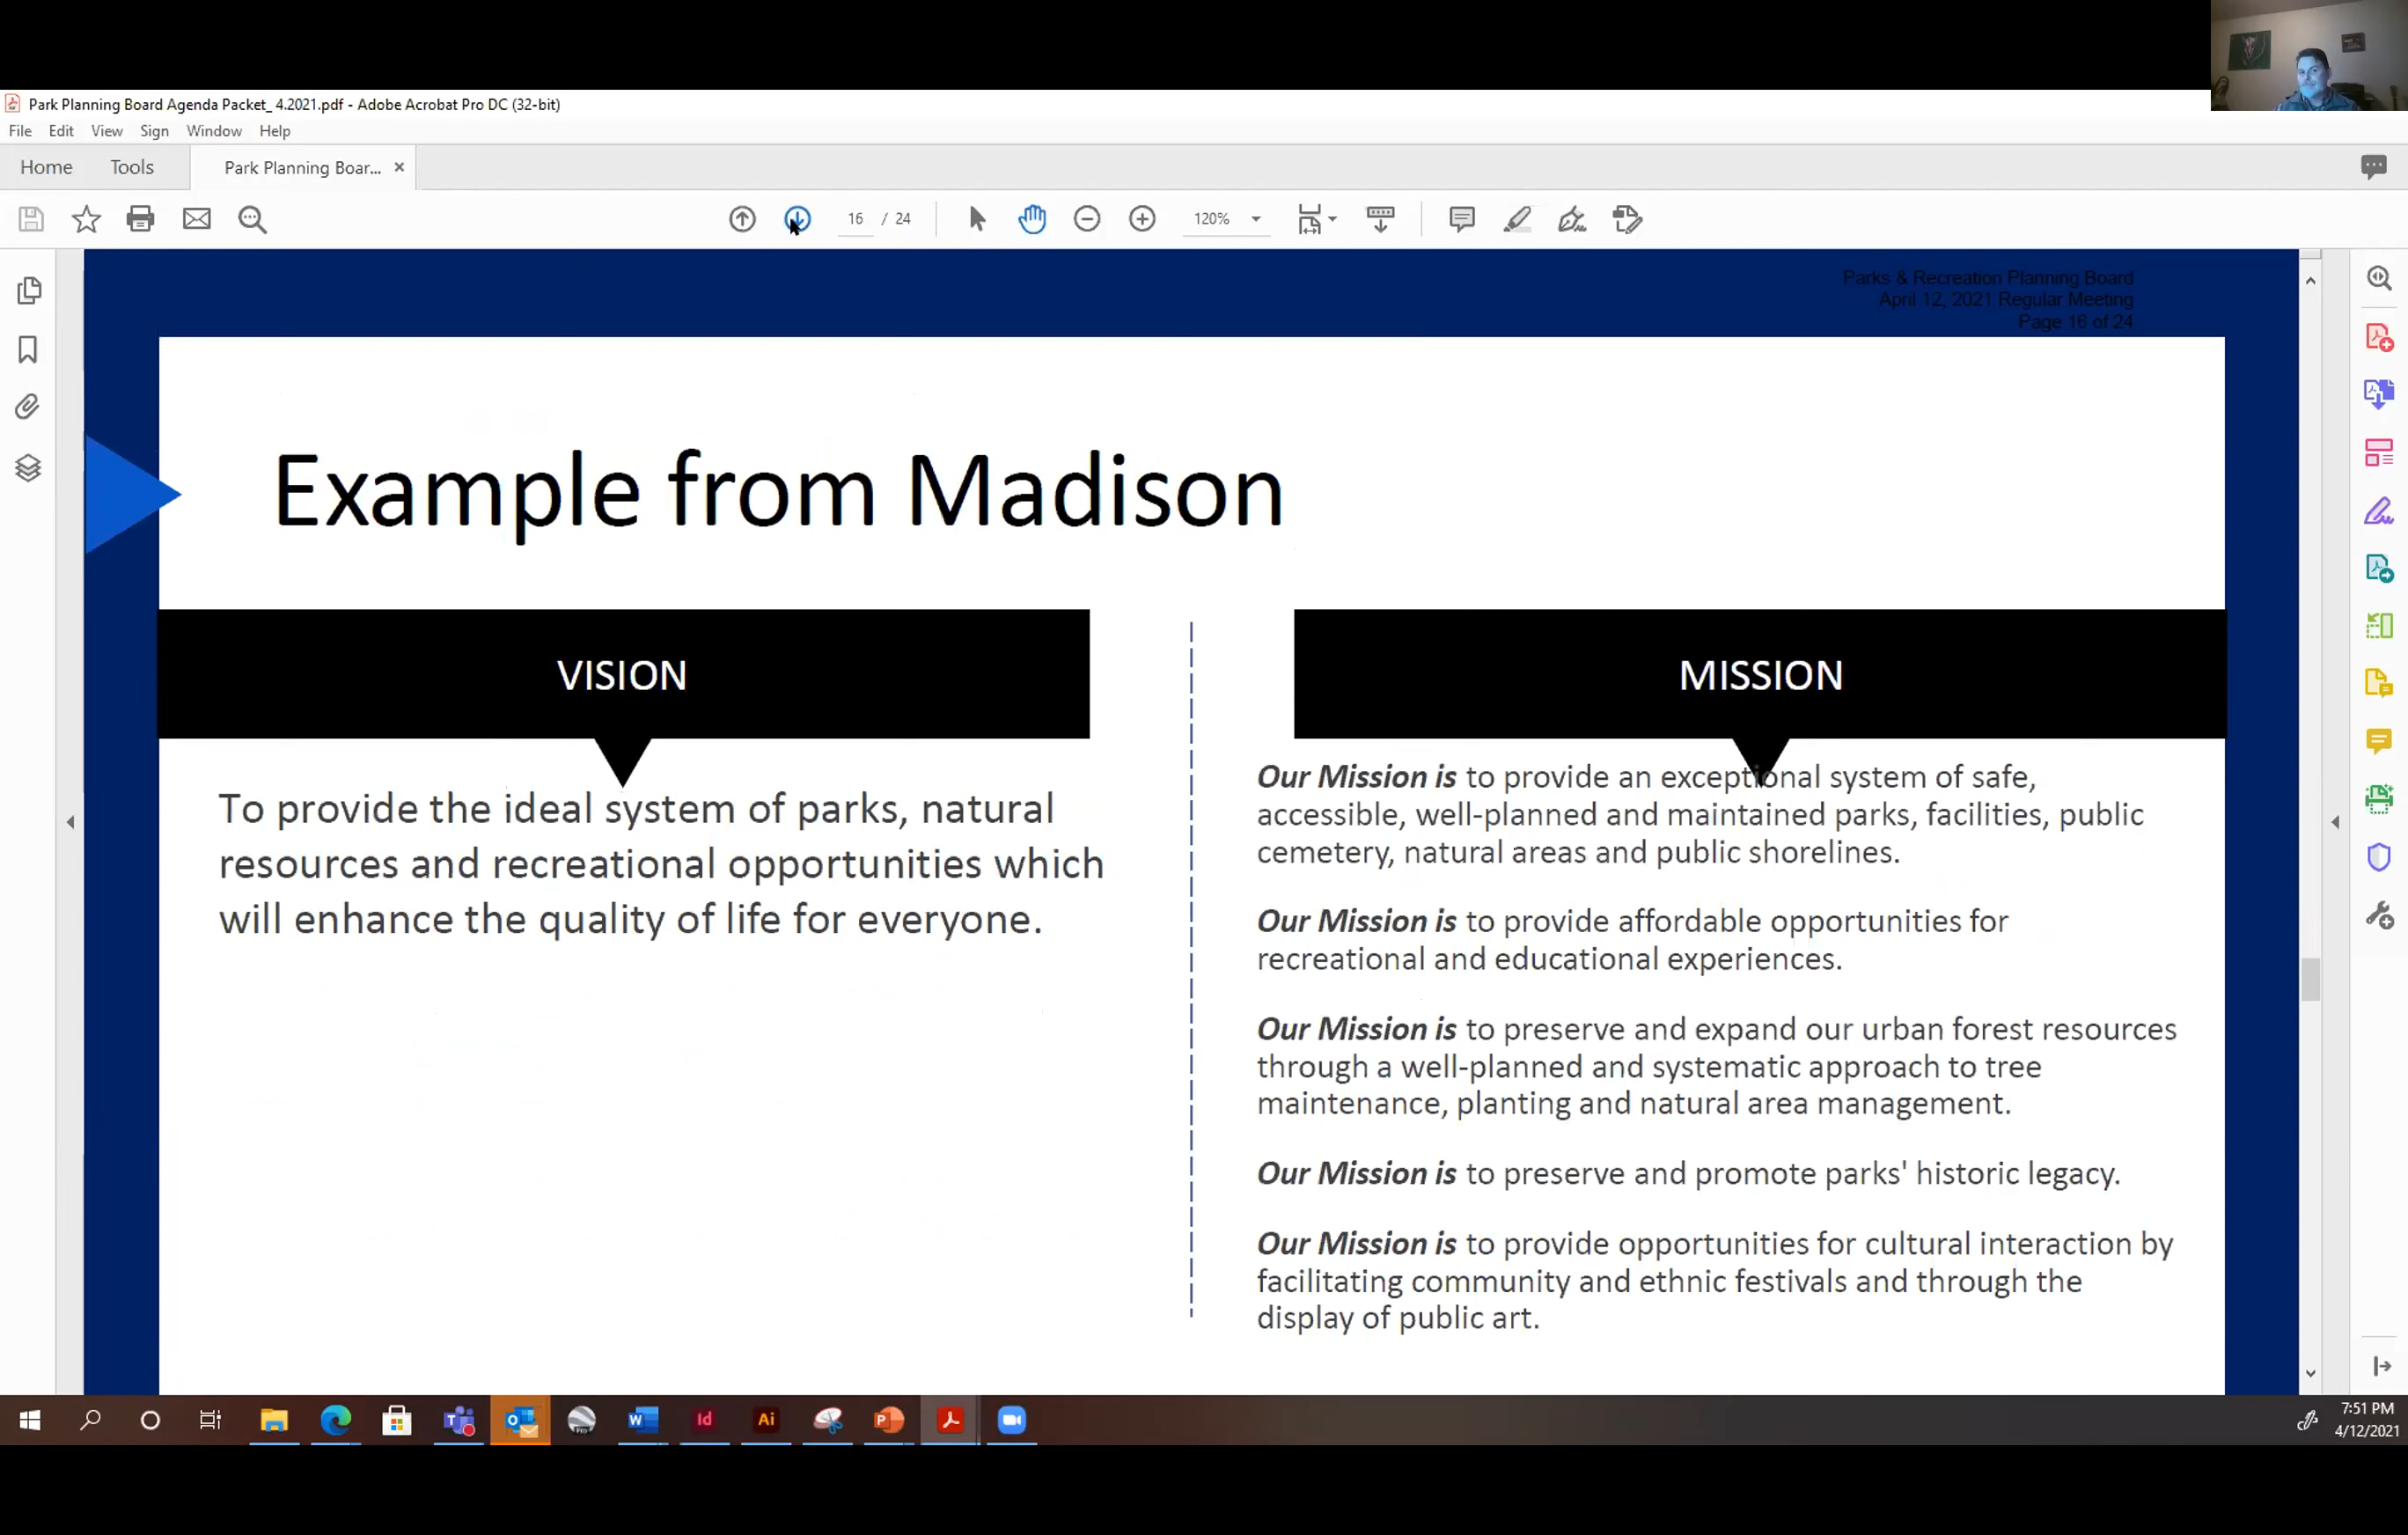 Park Planning Board Agenda Packet_ 4.2021.pdf - Adobe Acrobat Pro DC (32-bit)
File Edit View Sign Window Help
Home Tools Park Planning Boar... ×
16 / 24 120%
Parks & Recreation Planning Board
April 12, 2021 Regular Meeting
Page 16 of 24
Example from Madison
VISION
To provide the ideal system of parks, natural
resources and recreational opportunities which
will enhance the quality of life for everyone.
MISSION
Our Mission is to provide an exceptional system of safe,
accessible, well-planned and maintained parks, facilities, public
cemetery, natural areas and public shorelines.
Our Mission is to provide affordable opportunities for
recreational and educational experiences.
Our Mission is to preserve and expand our urban forest resources
through a well-planned and systematic approach to tree
maintenance, planting and natural area management.
Our Mission is to preserve and promote parks' historic legacy.
Our Mission is to provide opportunities for cultural interaction by
facilitating community and ethnic festivals and through the
display of public art.
7:51 PM
4/12/2021